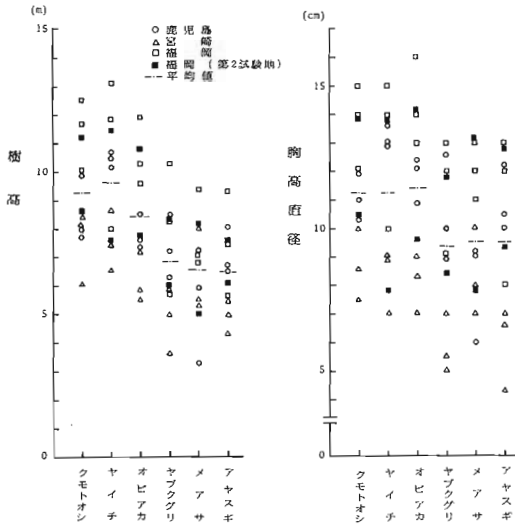 (m)
15
10
5
0
樹高
○ 鹿児島
△ 宮崎
□ 福岡
■ 福岡 (第2試験地)
—·— 平均値
クモトオシ
ヤイチ
オビアカ
ヤブクグリ
メアサ
アヤスギ
(cm)
15
10
5
0
胸高直径
クモトオシ
ヤイチ
オビアカ
ヤブクグリ
メアサ
アヤスギ